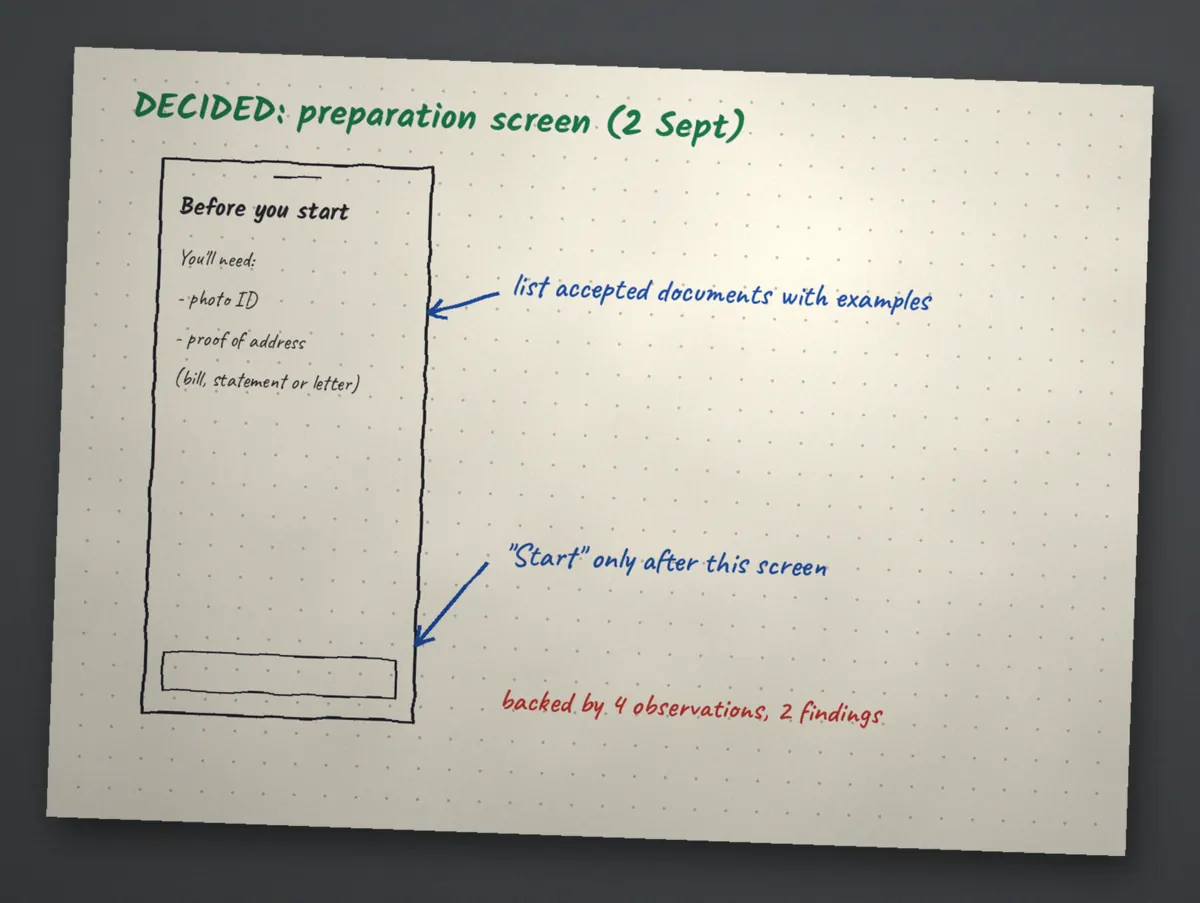 DECIDED: preparation screen (2 Sept)
Before you start
You'll need:
- photo ID
- proof of address
(bill, statement or letter)
list accepted documents with examples
"Start" only after this screen
backed by 4 observations, 2 findings